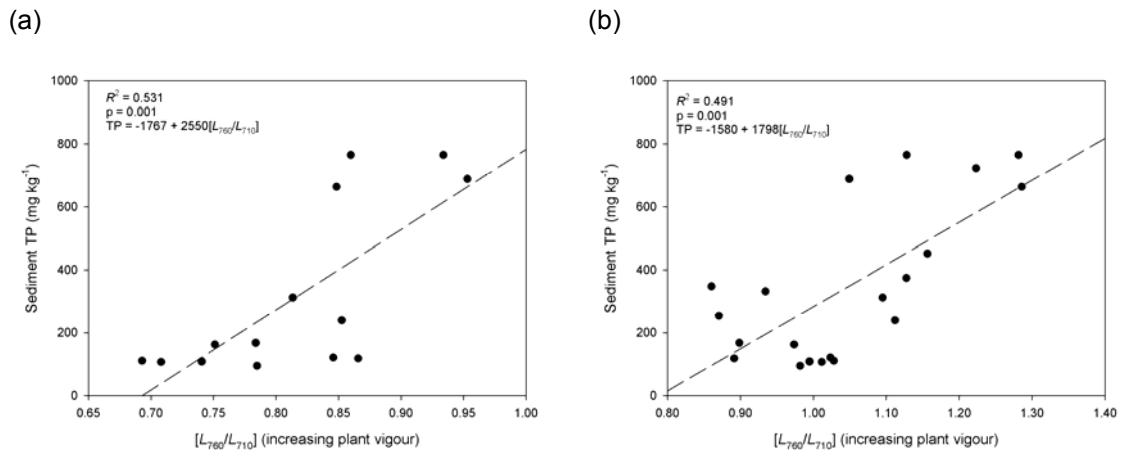 (a)
(b)
1000
800
600
400
200
0
Sediment TP (mg kg⁻¹)
R² = 0.531
p = 0.001
TP = -1767 + 2550[L₇₆₀/L₇₁₀]
0.65 0.70 0.75 0.80 0.85 0.90 0.95 1.00
[L₇₆₀/L₇₁₀] (increasing plant vigour)
1000
800
600
400
200
0
Sediment TP (mg kg⁻¹)
R² = 0.491
p = 0.001
TP = -1580 + 1798[L₇₆₀/L₇₁₀]
0.80 0.90 1.00 1.10 1.20 1.30 1.40
[L₇₆₀/L₇₁₀] (increasing plant vigour)